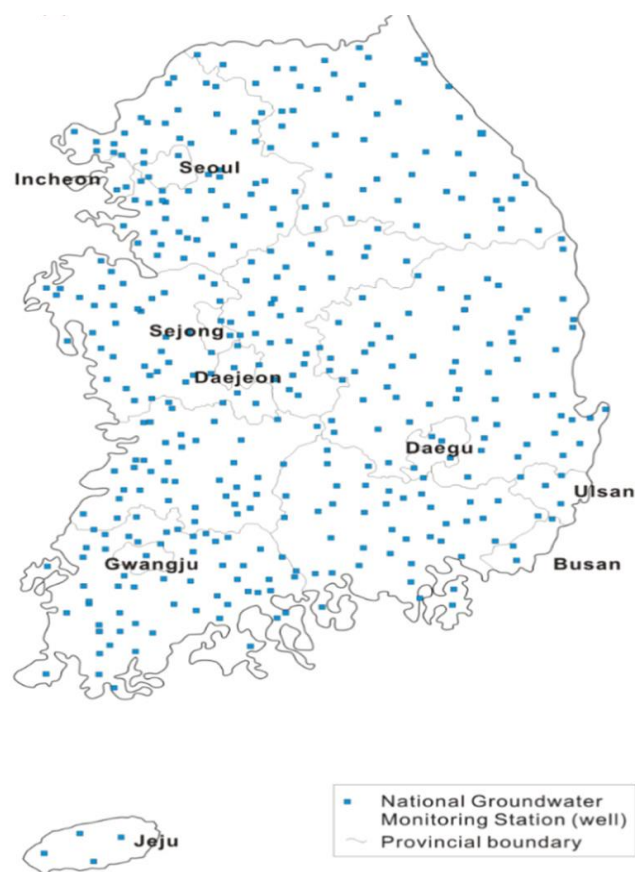 Seoul
Incheon
Sejong
Daejeon
Daegu
Ulsan
Gwangju
Busan
National Groundwater
Monitoring Station (well)
Jeju
Provincial boundary